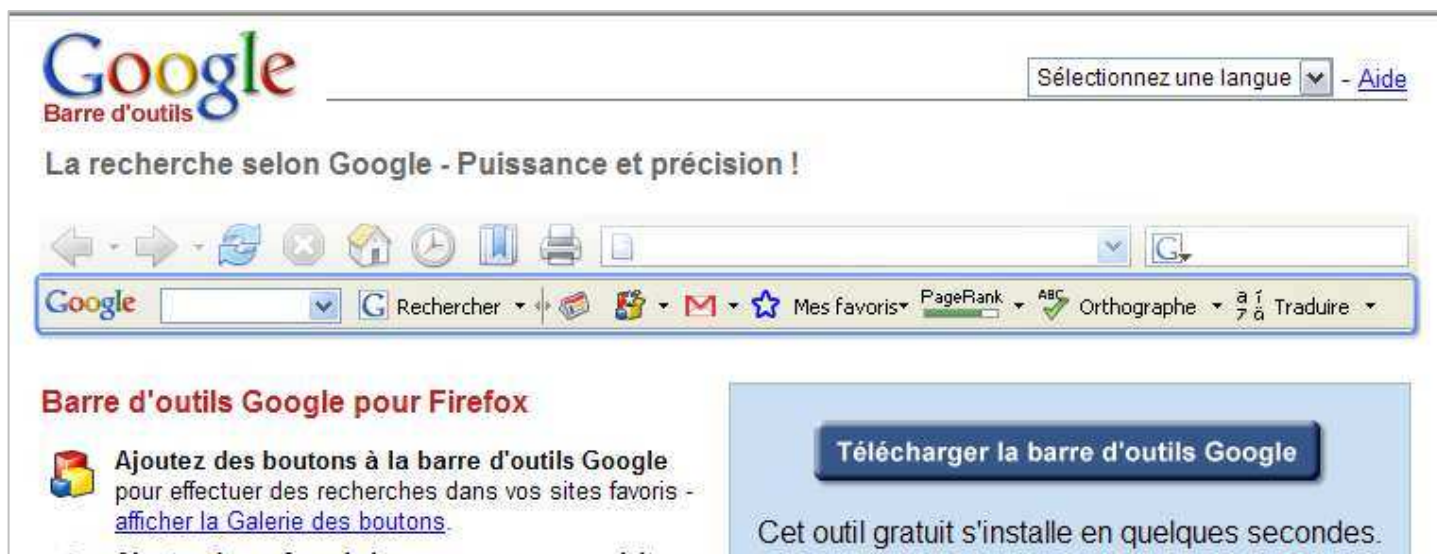 Google
Barre d'outils
Sélectionnez une langue - Aide
La recherche selon Google - Puissance et précision !
G
Google G Rechercher Mes favoris PageRank ABC Orthographe Traduire
Barre d'outils Google pour Firefox
Ajoutez des boutons à la barre d'outils Google
pour effectuer des recherches dans vos sites favoris -
afficher la Galerie des boutons.
Télécharger la barre d'outils Google
Cet outil gratuit s'installe en quelques secondes.